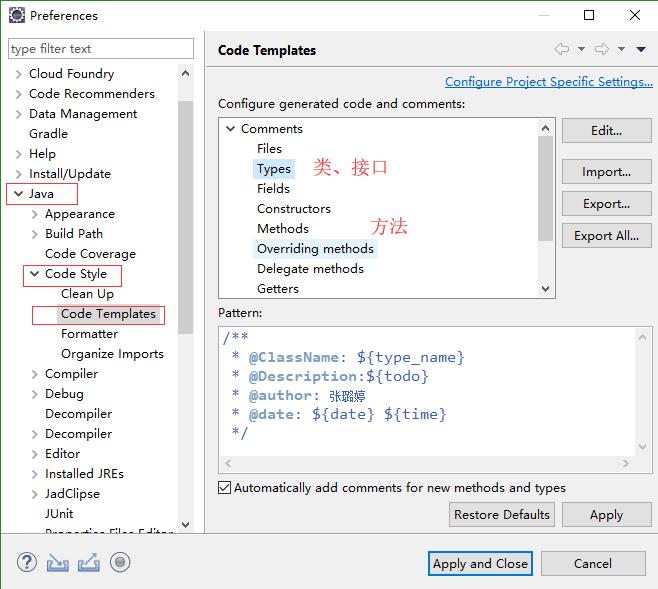 Preferences
type filter text
Cloud Foundry
Code Recommenders
Data Management
Gradle
Help
Install/Update
Java
Appearance
Build Path
Code Coverage
Code Style
Clean Up
Code Templates
Formatter
Organize Imports
Compiler
Debug
Decompiler
Decompiler
Editor
Installed JREs
JadClipse
JUnit
Properties Files Editor
Code Templates
Configure Project Specific Settings...
Configure generated code and comments:
Comments
Files
Types 类、接口
Fields
Constructors
Methods 方法
Overriding methods
Delegate methods
Getters
Edit...
Import...
Export...
Export All...
Pattern:
/**
* @ClassName: ${type_name}
* @Description:${todo}
* @author: 张璐婷
* @date: ${date} ${time}
*/
Automatically add comments for new methods and types
Restore Defaults
Apply
Apply and Close
Cancel